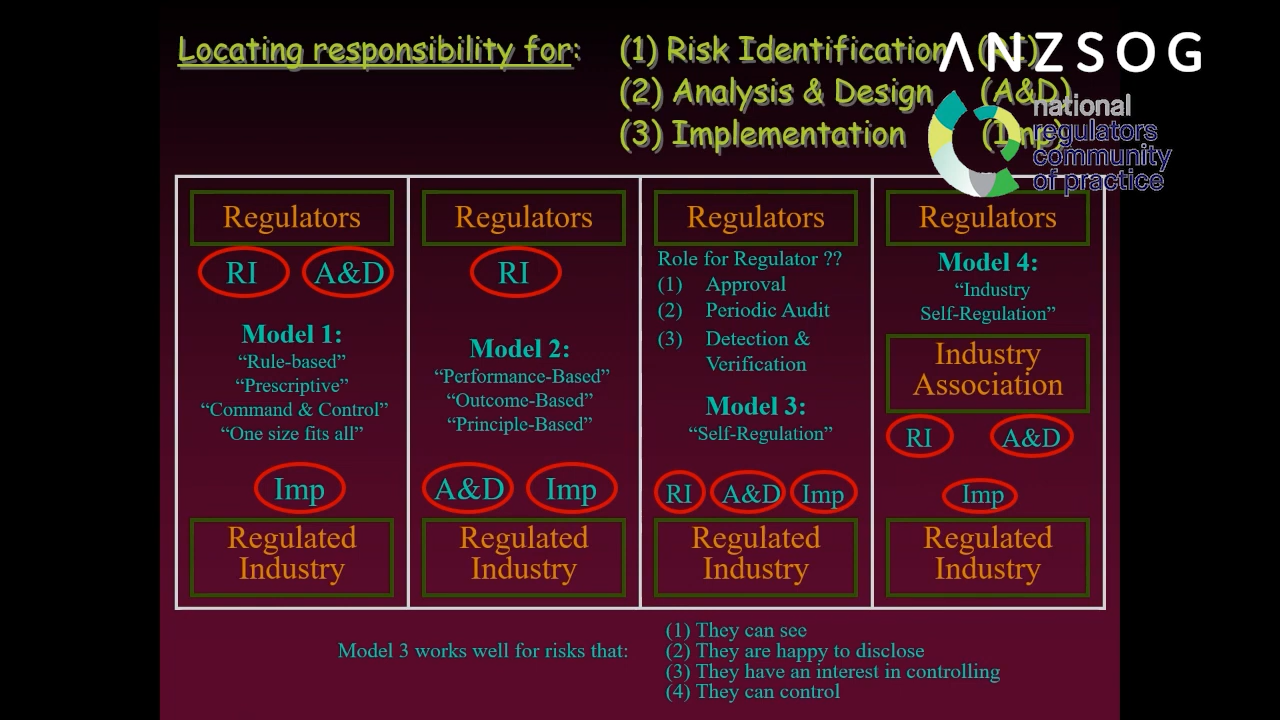 Locating responsibility for:
(1) Risk Identification
(2) Analysis & Design (A&D)
(3) Implementation (Imp)
ANZSOG
national
regulators
community
of practice
Regulators
RI A&D
Model 1:
“Rule-based”
“Prescriptive”
“Command & Control”
“One size fits all”
Imp
Regulated
Industry
Regulators
RI
Model 2:
“Performance-Based”
“Outcome-Based”
“Principle-Based”
A&D Imp
Regulated
Industry
Regulators
Role for Regulator ??
(1) Approval
(2) Periodic Audit
(3) Detection &
Verification
Model 3:
“Self-Regulation”
RI A&D Imp
Regulated
Industry
Regulators
Model 4:
“Industry
Self-Regulation”
Industry
Association
RI A&D
Imp
Regulated
Industry
Model 3 works well for risks that:
(1) They can see
(2) They are happy to disclose
(3) They have an interest in controlling
(4) They can control